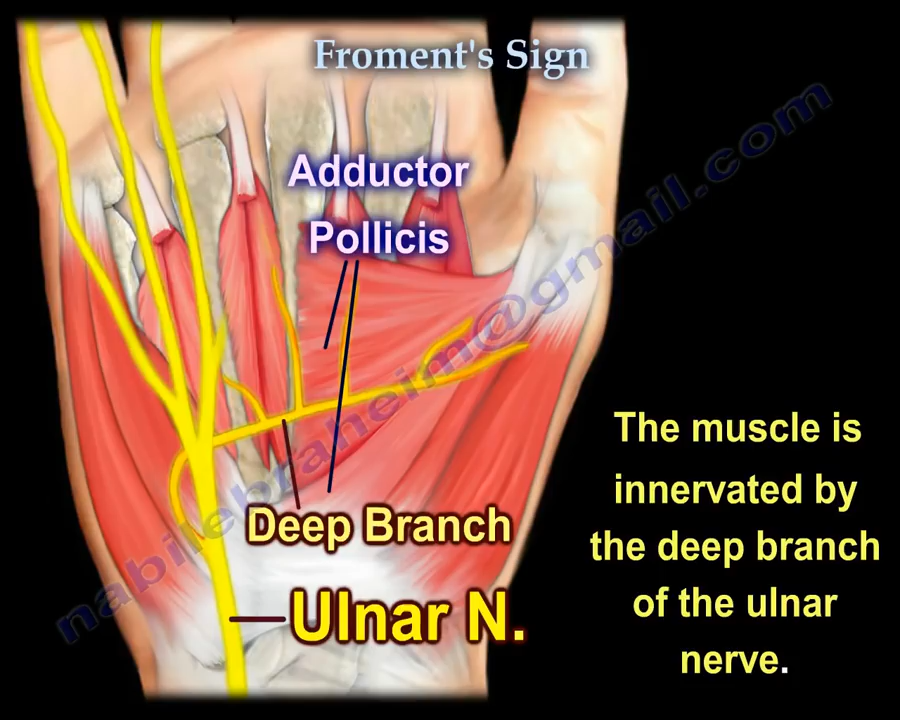 Froment's Sign
Adductor
Pollicis
Deep Branch
Ulnar N.
The muscle is
innervated by
the deep branch
of the ulnar
nerve.
nabilebraheim@gmail.com